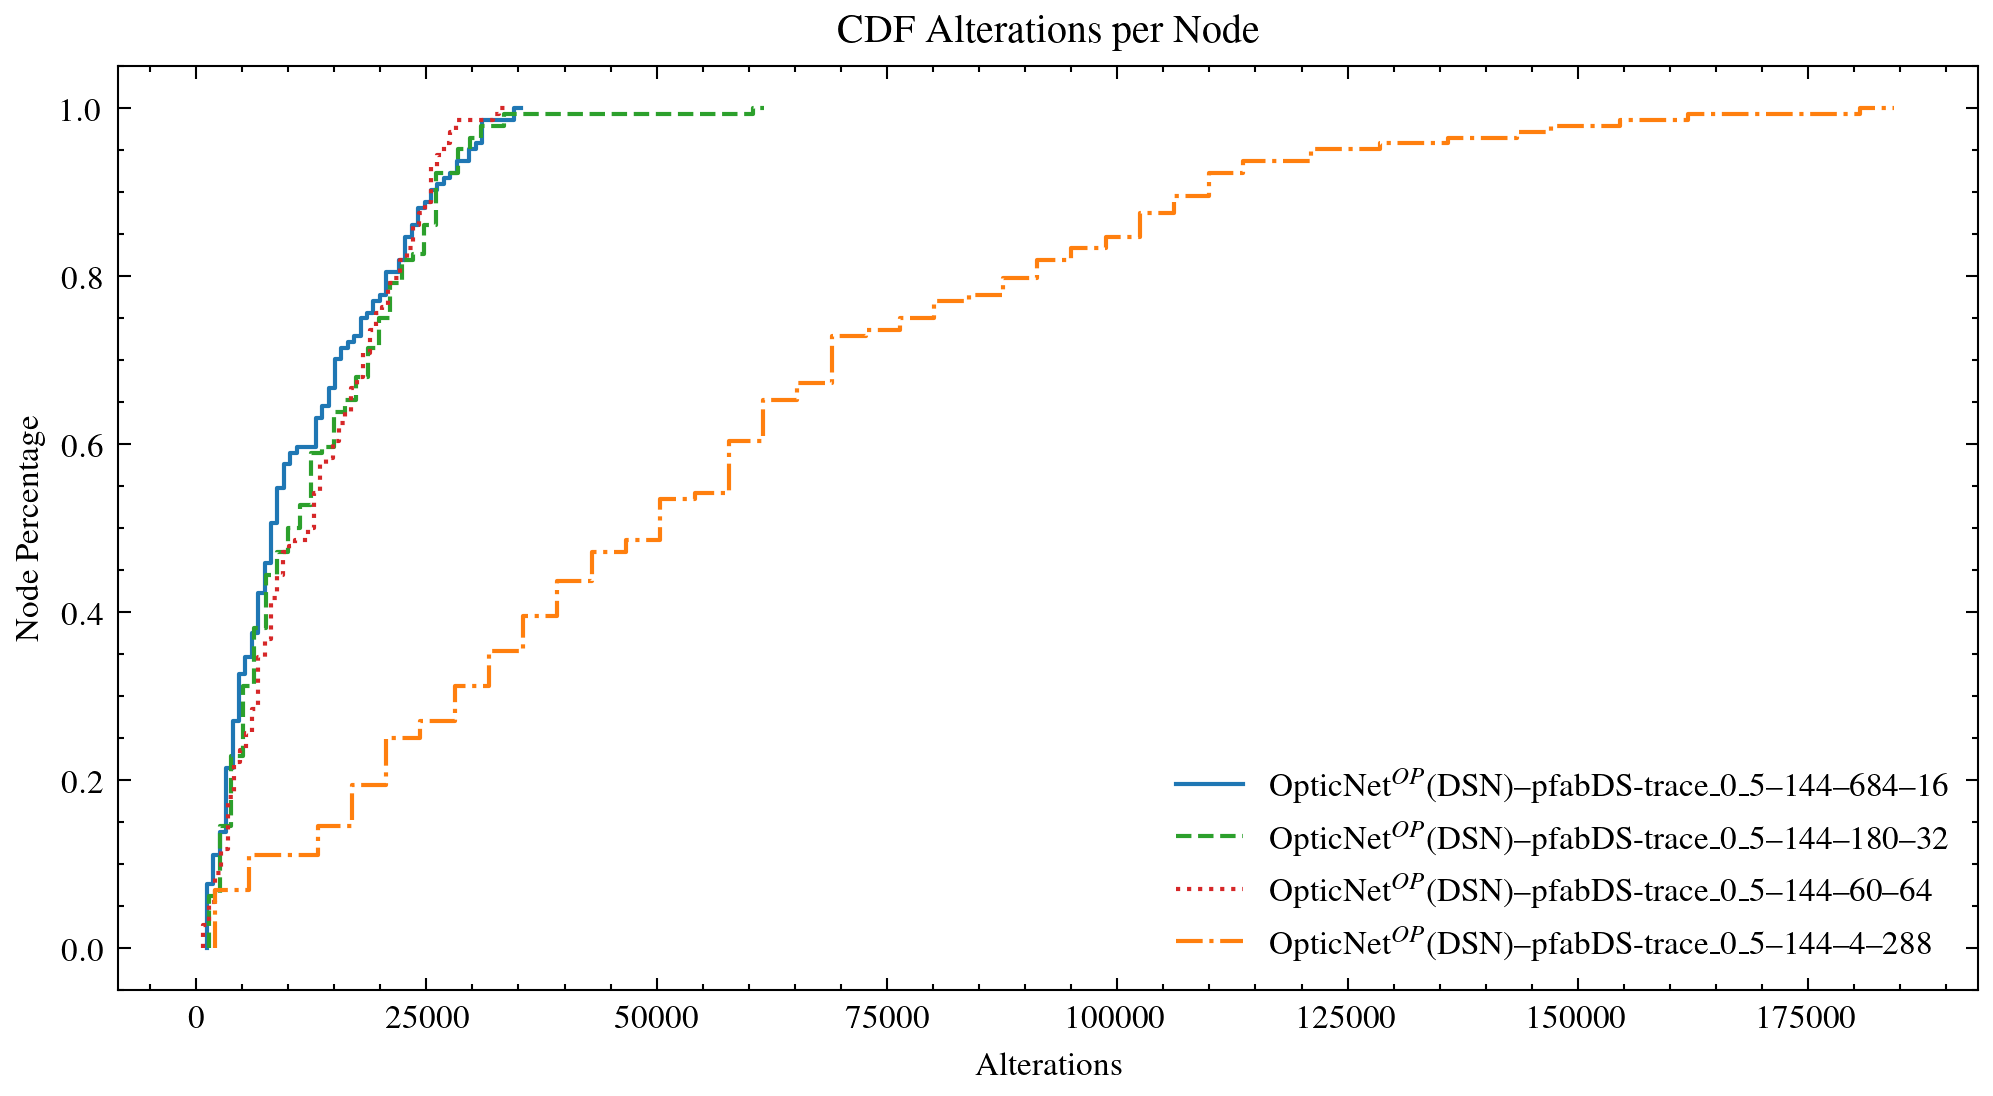 CDF Alterations per Node
1.0
0.8
0.6
0.4
0.2
0.0
Node Percentage
OpticNet^OP(DSN)–pfabDS-trace_0_5–144–684–16
OpticNet^OP(DSN)–pfabDS-trace_0_5–144–180–32
OpticNet^OP(DSN)–pfabDS-trace_0_5–144–60–64
OpticNet^OP(DSN)–pfabDS-trace_0_5–144–4–288
0 25000 50000 75000 100000 125000 150000 175000
Alterations